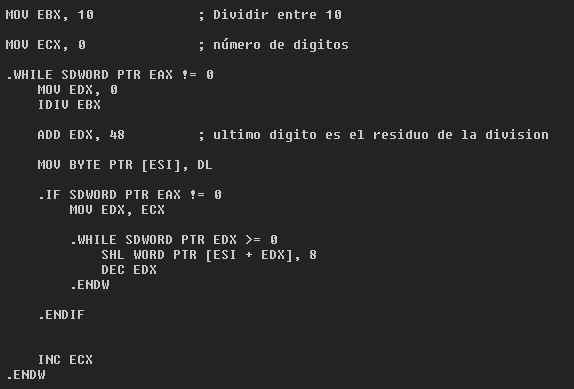 MOV EBX, 10 ; Dividir entre 10
MOV ECX, 0 ; número de digitos
.WHILE SDWORD PTR EAX != 0
MOV EDX, 0
IDIV EBX
ADD EDX, 48 ; ultimo digito es el residuo de la division
MOV BYTE PTR [ESI], DL
.IF SDWORD PTR EAX != 0
MOV EDX, ECX
.WHILE SDWORD PTR EDX >= 0
SHL WORD PTR [ESI + EDX], 8
DEC EDX
.ENDW
.ENDIF
INC ECX
.ENDW